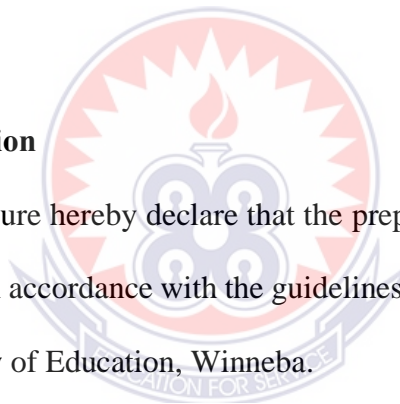 ion
ure hereby declare that the prep
accordance with the guidelines
y of Education, Winneba.
EDUCATION FOR SERVICE